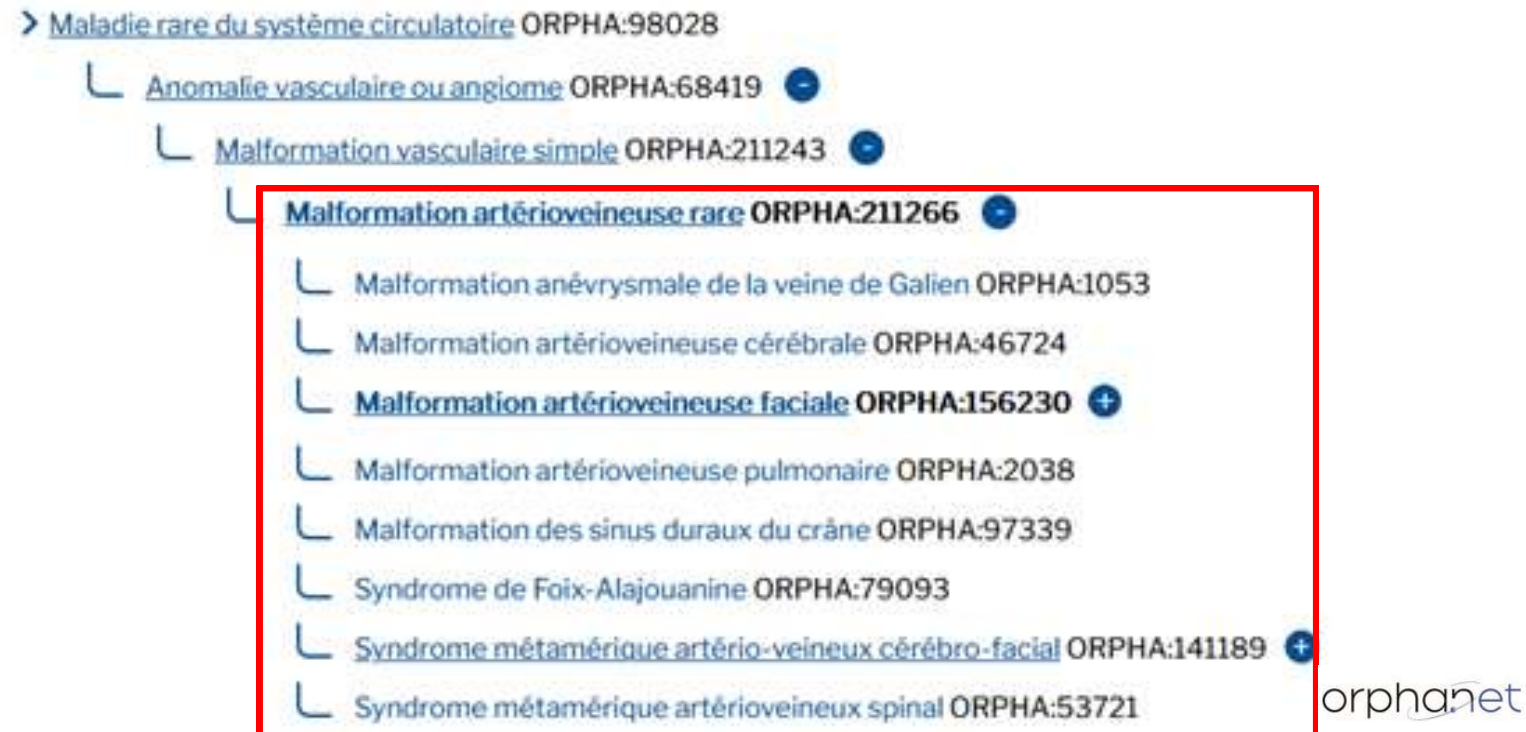 Maladie rare du système circulatoire ORPHA:98028
Anomalie vasculaire ou angiome ORPHA:68419
Malformation vasculaire simple ORPHA:211243
Malformation artérioveineuse rare ORPHA:211266
Malformation anévrysmale de la veine de Galien ORPHA:1053
Malformation artérioveineuse cérébrale ORPHA:46724
Malformation artérioveineuse faciale ORPHA:156230
Malformation artérioveineuse pulmonaire ORPHA:2038
Malformation des sinus duraux du crâne ORPHA:97339
Syndrome de Foix-Alajouanine ORPHA:79093
Syndrome métamérique artério-veineux cérébro-facial ORPHA:141189
Syndrome métamérique artérioveineux spinal ORPHA:53721
orphanet